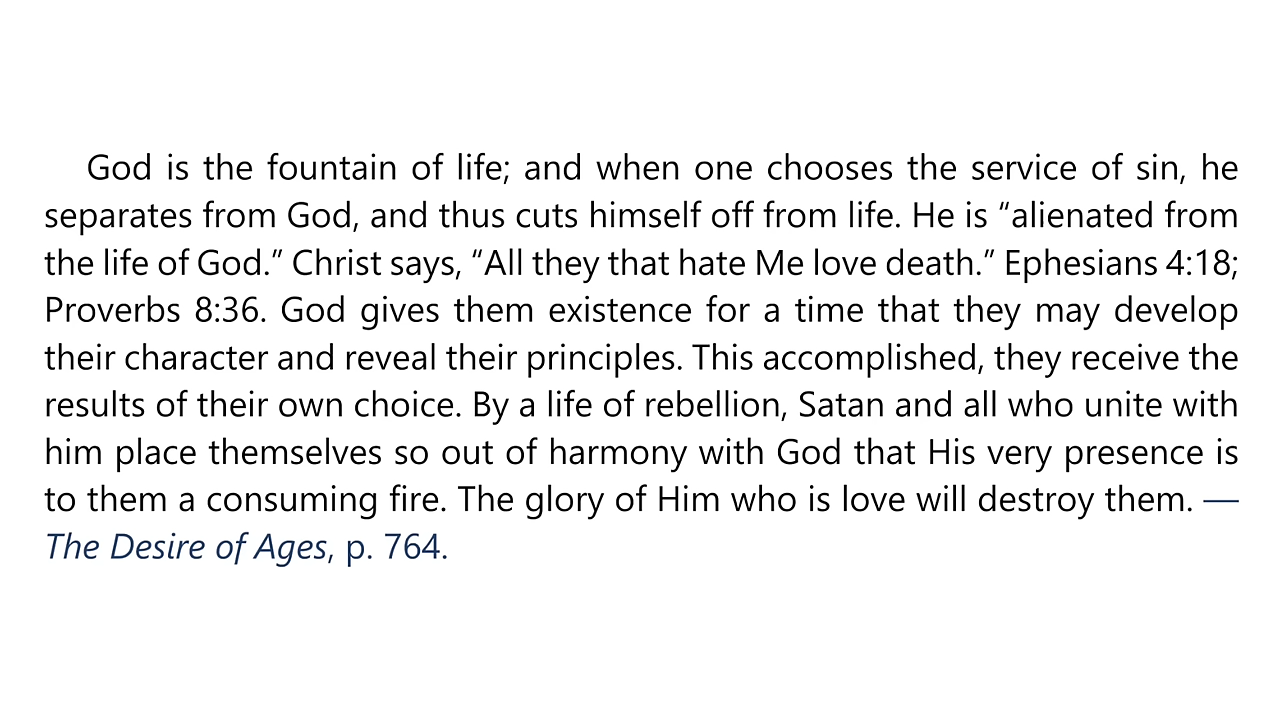 God is the fountain of life; and when one chooses the service of sin, he
separates from God, and thus cuts himself off from life. He is “alienated from
the life of God.” Christ says, “All they that hate Me love death.” Ephesians 4:18;
Proverbs 8:36. God gives them existence for a time that they may develop
their character and reveal their principles. This accomplished, they receive the
results of their own choice. By a life of rebellion, Satan and all who unite with
him place themselves so out of harmony with God that His very presence is
to them a consuming fire. The glory of Him who is love will destroy them. —
The Desire of Ages, p. 764.